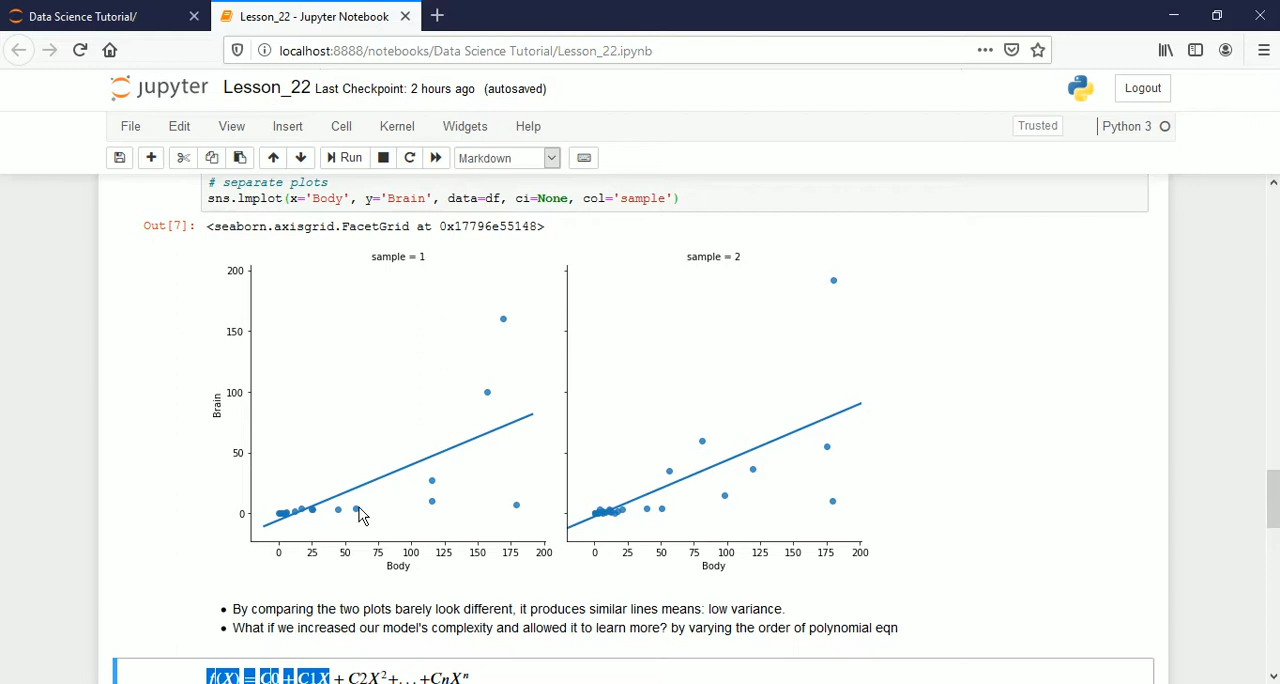 Data Science Tutorial/
Lesson_22 - Jupyter Notebook
localhost:8888/notebooks/Data Science Tutorial/Lesson_22.ipynb
jupyter Lesson_22 Last Checkpoint: 2 hours ago (autosaved)
Logout
File Edit View Insert Cell Kernel Widgets Help
Trusted
Python 3
Run
Markdown
# separate plots
sns.lmplot(x='Body', y='Brain', data=df, ci=None, col='sample')
Out[7]: <seaborn.axisgrid.FacetGrid at 0x17796e55148>
sample = 1
sample = 2
200
150
100
50
0
Brain
0 25 50 75 100 125 150 175 200
0 25 50 75 100 125 150 175 200
Body
Body
• By comparing the two plots barely look different, it produces similar lines means: low variance.
• What if we increased our model's complexity and allowed it to learn more? by varying the order of polynomial eqn
f(X) = C0 + C1X + C2X²+. . . +CnXⁿ